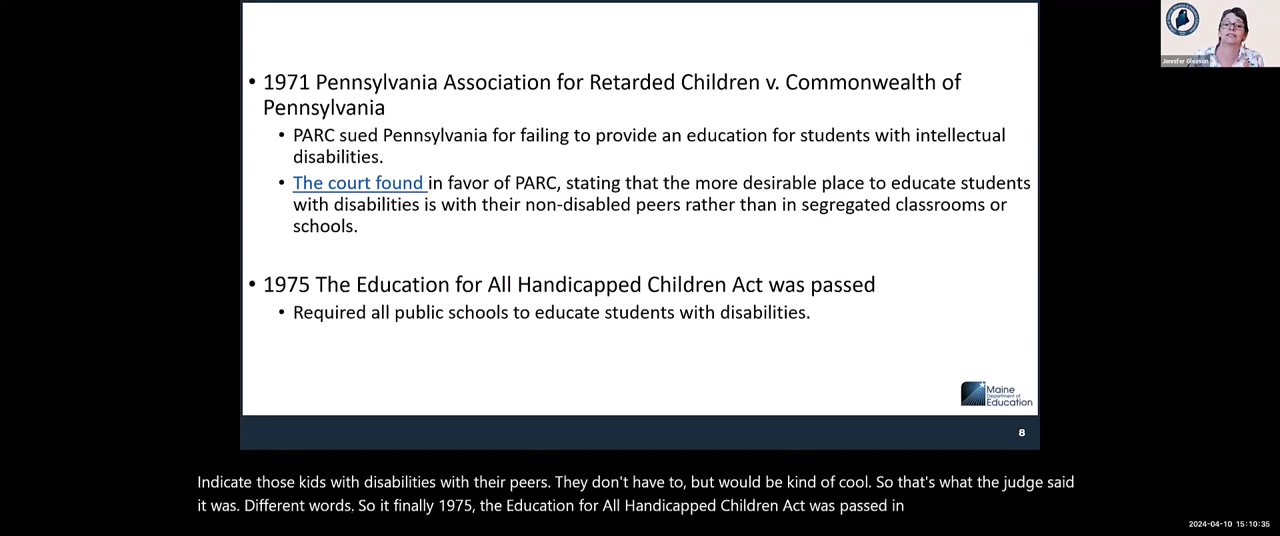 • 1971 Pennsylvania Association for Retarded Children v. Commonwealth of
Pennsylvania
• PARC sued Pennsylvania for failing to provide an education for students with intellectual
disabilities.
• The court found in favor of PARC, stating that the more desirable place to educate students
with disabilities is with their non-disabled peers rather than in segregated classrooms or
schools.
• 1975 The Education for All Handicapped Children Act was passed
• Required all public schools to educate students with disabilities.
Maine
Department of
Education
8
Jennifer Gleason
Indicate those kids with disabilities with their peers. They don't have to, but would be kind of cool. So that's what the judge said
it was. Different words. So it finally 1975, the Education for All Handicapped Children Act was passed in
2024-04-10 15:10:35